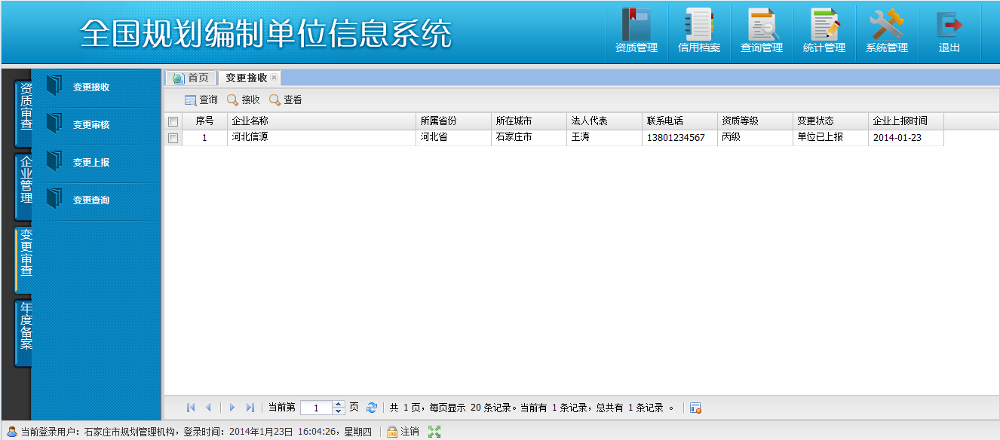 全国规划编制单位信息系统
资质管理 信用档案 查询管理 统计管理 系统管理 退出
资质审查
企业管理
变更审查
年度备案
变更接收
变更审核
变更上报
变更查询
首页 变更接收
查询 接收 查看
序号 企业名称 所属省份 所在城市 法人代表 联系电话 资质等级 变更状态 企业上报时间
1 河北信源 河北省 石家庄市 王涛 13801234567 丙级 单位已上报 2014-01-23
当前第 1 页 共 1 页，每页显示 20 条记录。当前有 1 条记录，总共有 1 条记录 。
当前登录用户：石家庄市规划管理机构，登录时间：2014年1月23日 16:04:26，星期四 注销